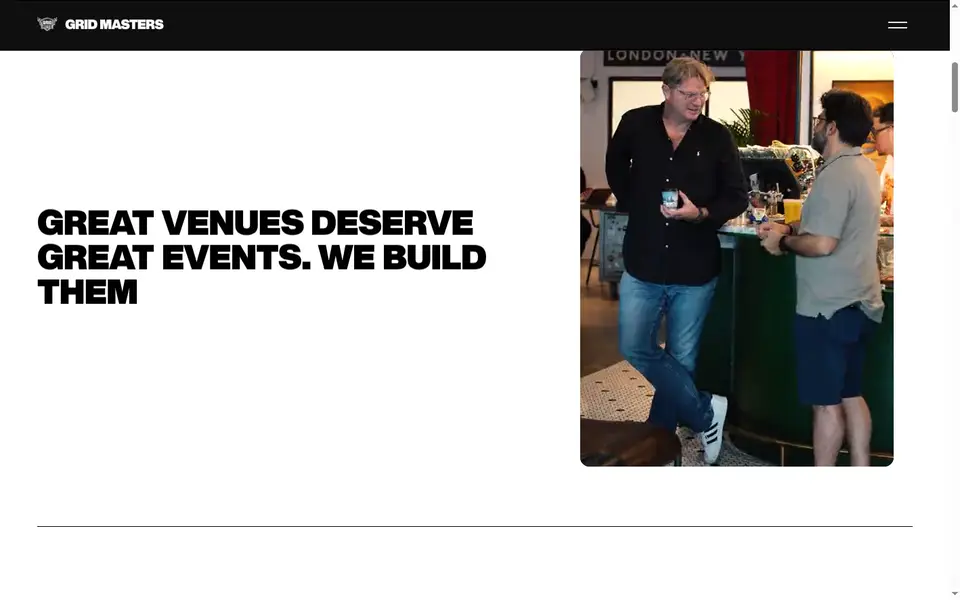 GRID MASTERS
LONDON NEW
GREAT VENUES DESERVE
GREAT EVENTS. WE BUILD
THEM